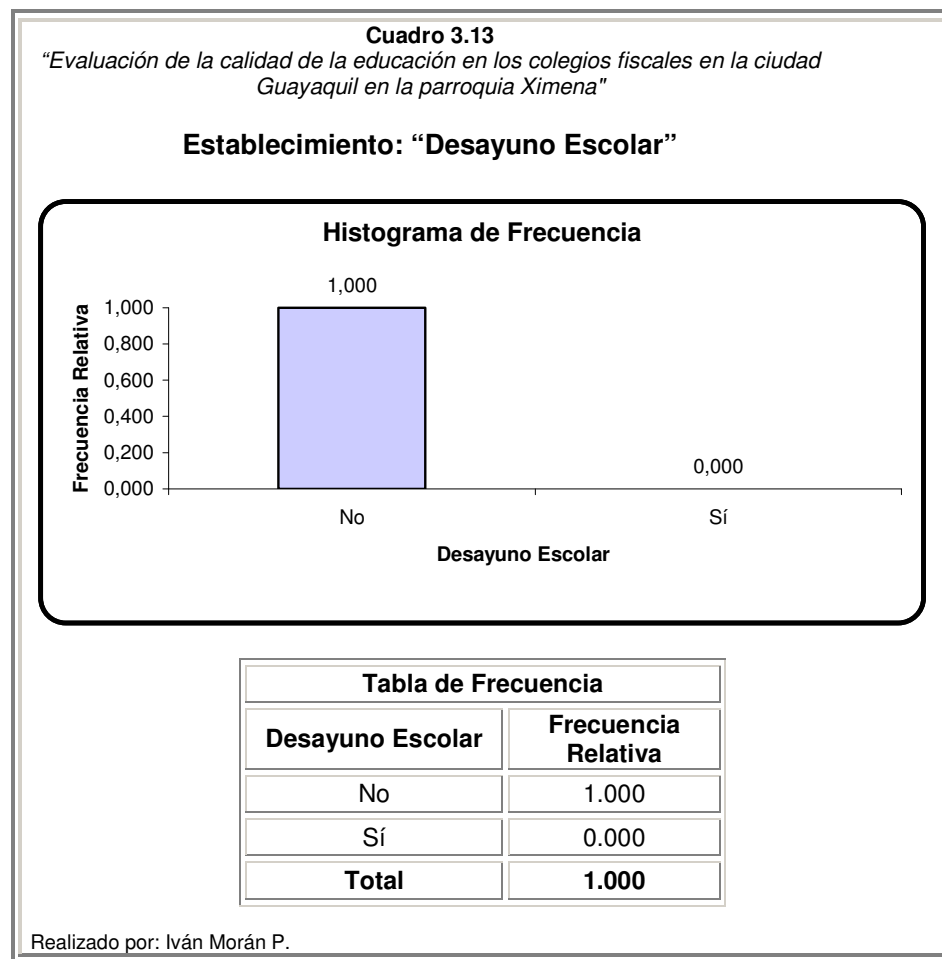 Cuadro 3.13
“Evaluación de la calidad de la educación en los colegios fiscales en la ciudad
Guayaquil en la parroquia Ximena"
Establecimiento: “Desayuno Escolar”
Histograma de Frecuencia
1,000
Frecuencia Relativa
1,000
0,800
0,600
0,400
0,200
0,000
0,000
No
Sí
Desayuno Escolar
Tabla de Frecuencia
Desayuno Escolar
Frecuencia
Relativa
No 1.000
Sí 0.000
Total 1.000
Realizado por: Iván Morán P.